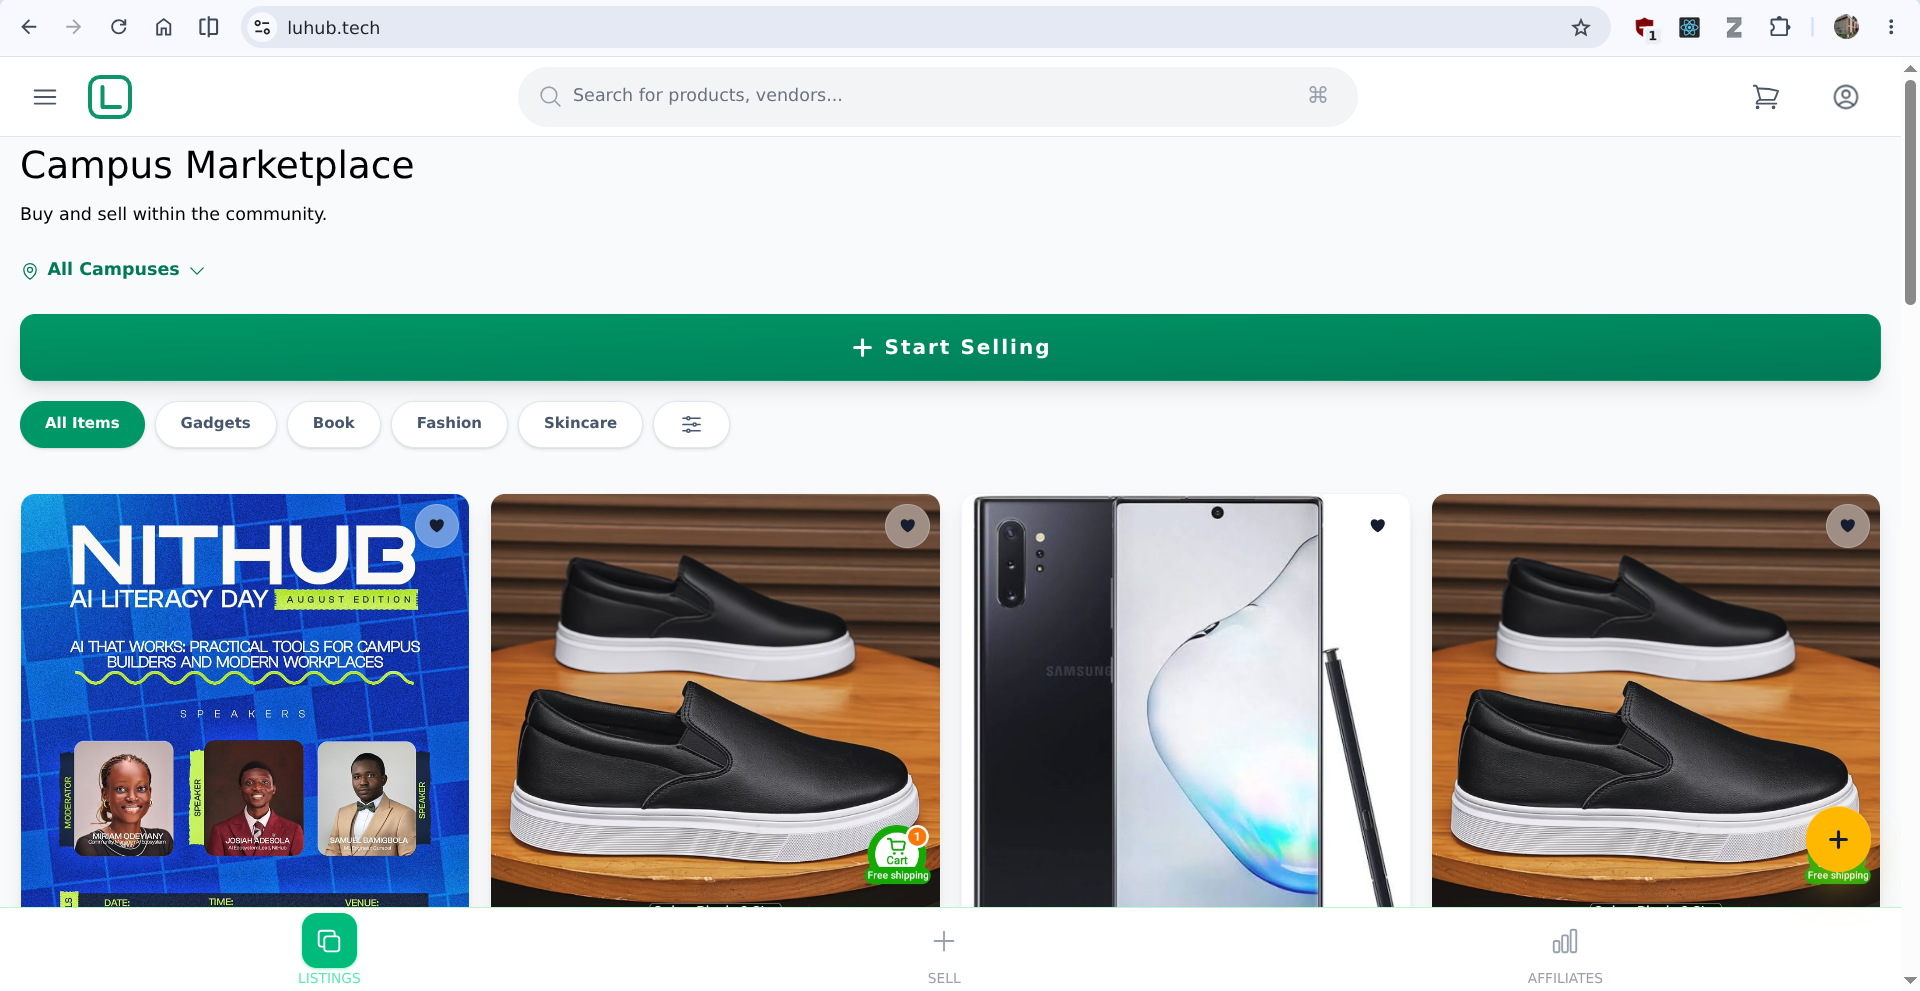 luhub.tech
1
L
Search for products, vendors...
⌘
Campus Marketplace
Buy and sell within the community.
All Campuses
+ Start Selling
All Items
Gadgets
Book
Fashion
Skincare
NITHUB
AI LITERACY DAY
AUGUST EDITION
AI THAT WORKS: PRACTICAL TOOLS FOR CAMPUS
BUILDERS AND MODERN WORKPLACES
SPEAKERS
MODERATOR
MIRIAM ODEYIANY
SPEAKER
JOSIAH ADESOLA
SAMUEL BAMIGBOLA
SPEAKER
DATE:
TIME:
VENUE:
1
Cart
Free shipping
SAMSUNG
Free shipping
LISTINGS
SELL
AFFILIATES